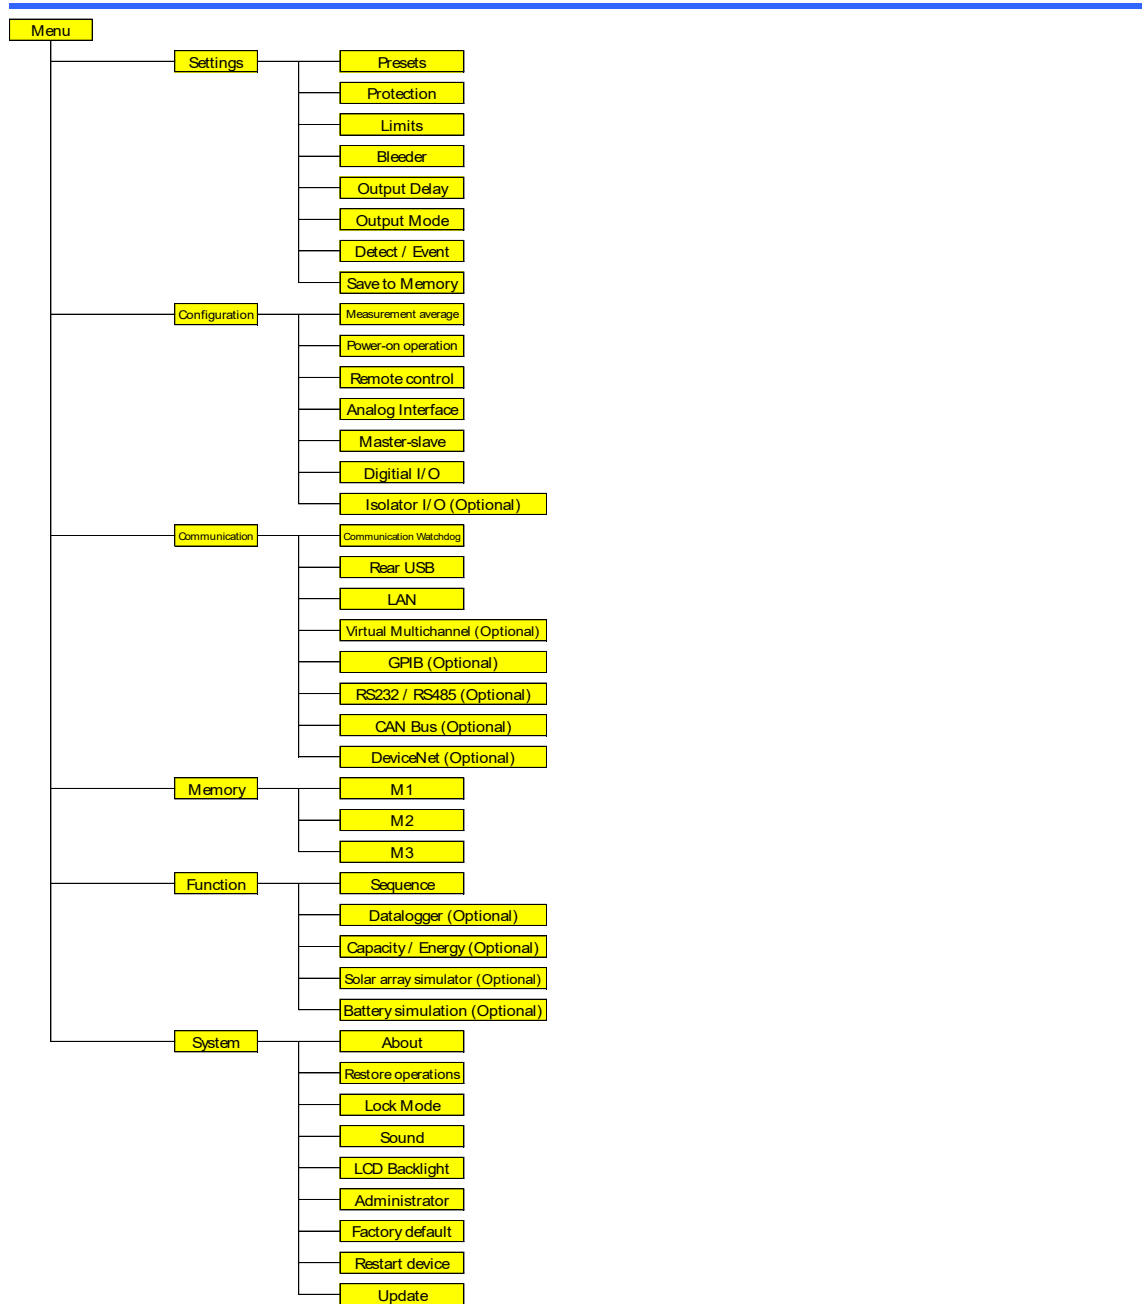 Menu
Settings
Presets
Protection
Limits
Bleeder
Output Delay
Output Mode
Detect / Event
Save to Memory
Configuration
Measurement average
Power-on operation
Remote control
Analog Interface
Master-slave
Digitial I/O
Isolator I/O (Optional)
Communication
Communication Watchdog
Rear USB
LAN
Virtual Multichannel (Optional)
GPIB (Optional)
RS232 / RS485 (Optional)
CAN Bus (Optional)
DeviceNet (Optional)
Memory
M1
M2
M3
Function
Sequence
Datalogger (Optional)
Capacity / Energy (Optional)
Solar array simulator (Optional)
Battery simulation (Optional)
System
About
Restore operations
Lock Mode
Sound
LCD Backlight
Administrator
Factory default
Restart device
Update